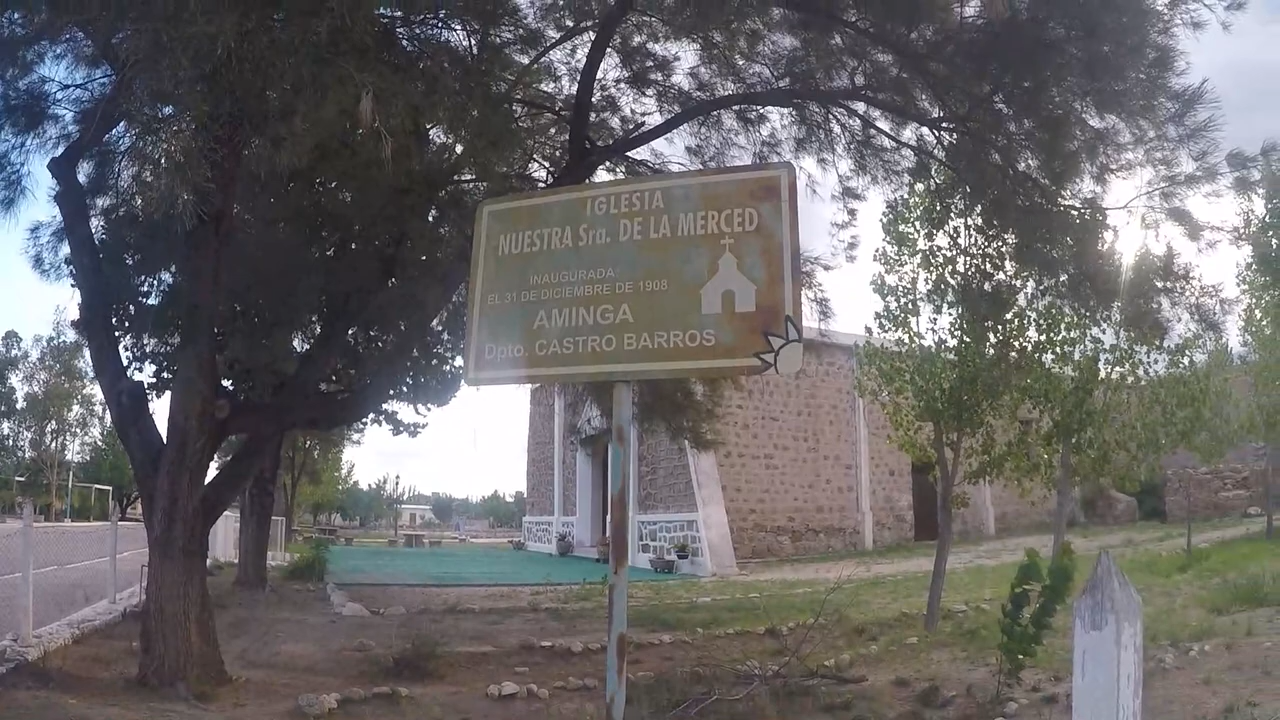 IGLESIA
NUESTRA Sra. DE LA MERCED
INAUGURADA
EL 31 DE DICIEMBRE DE 1908
AMINGA
Dpto. CASTRO BARROS